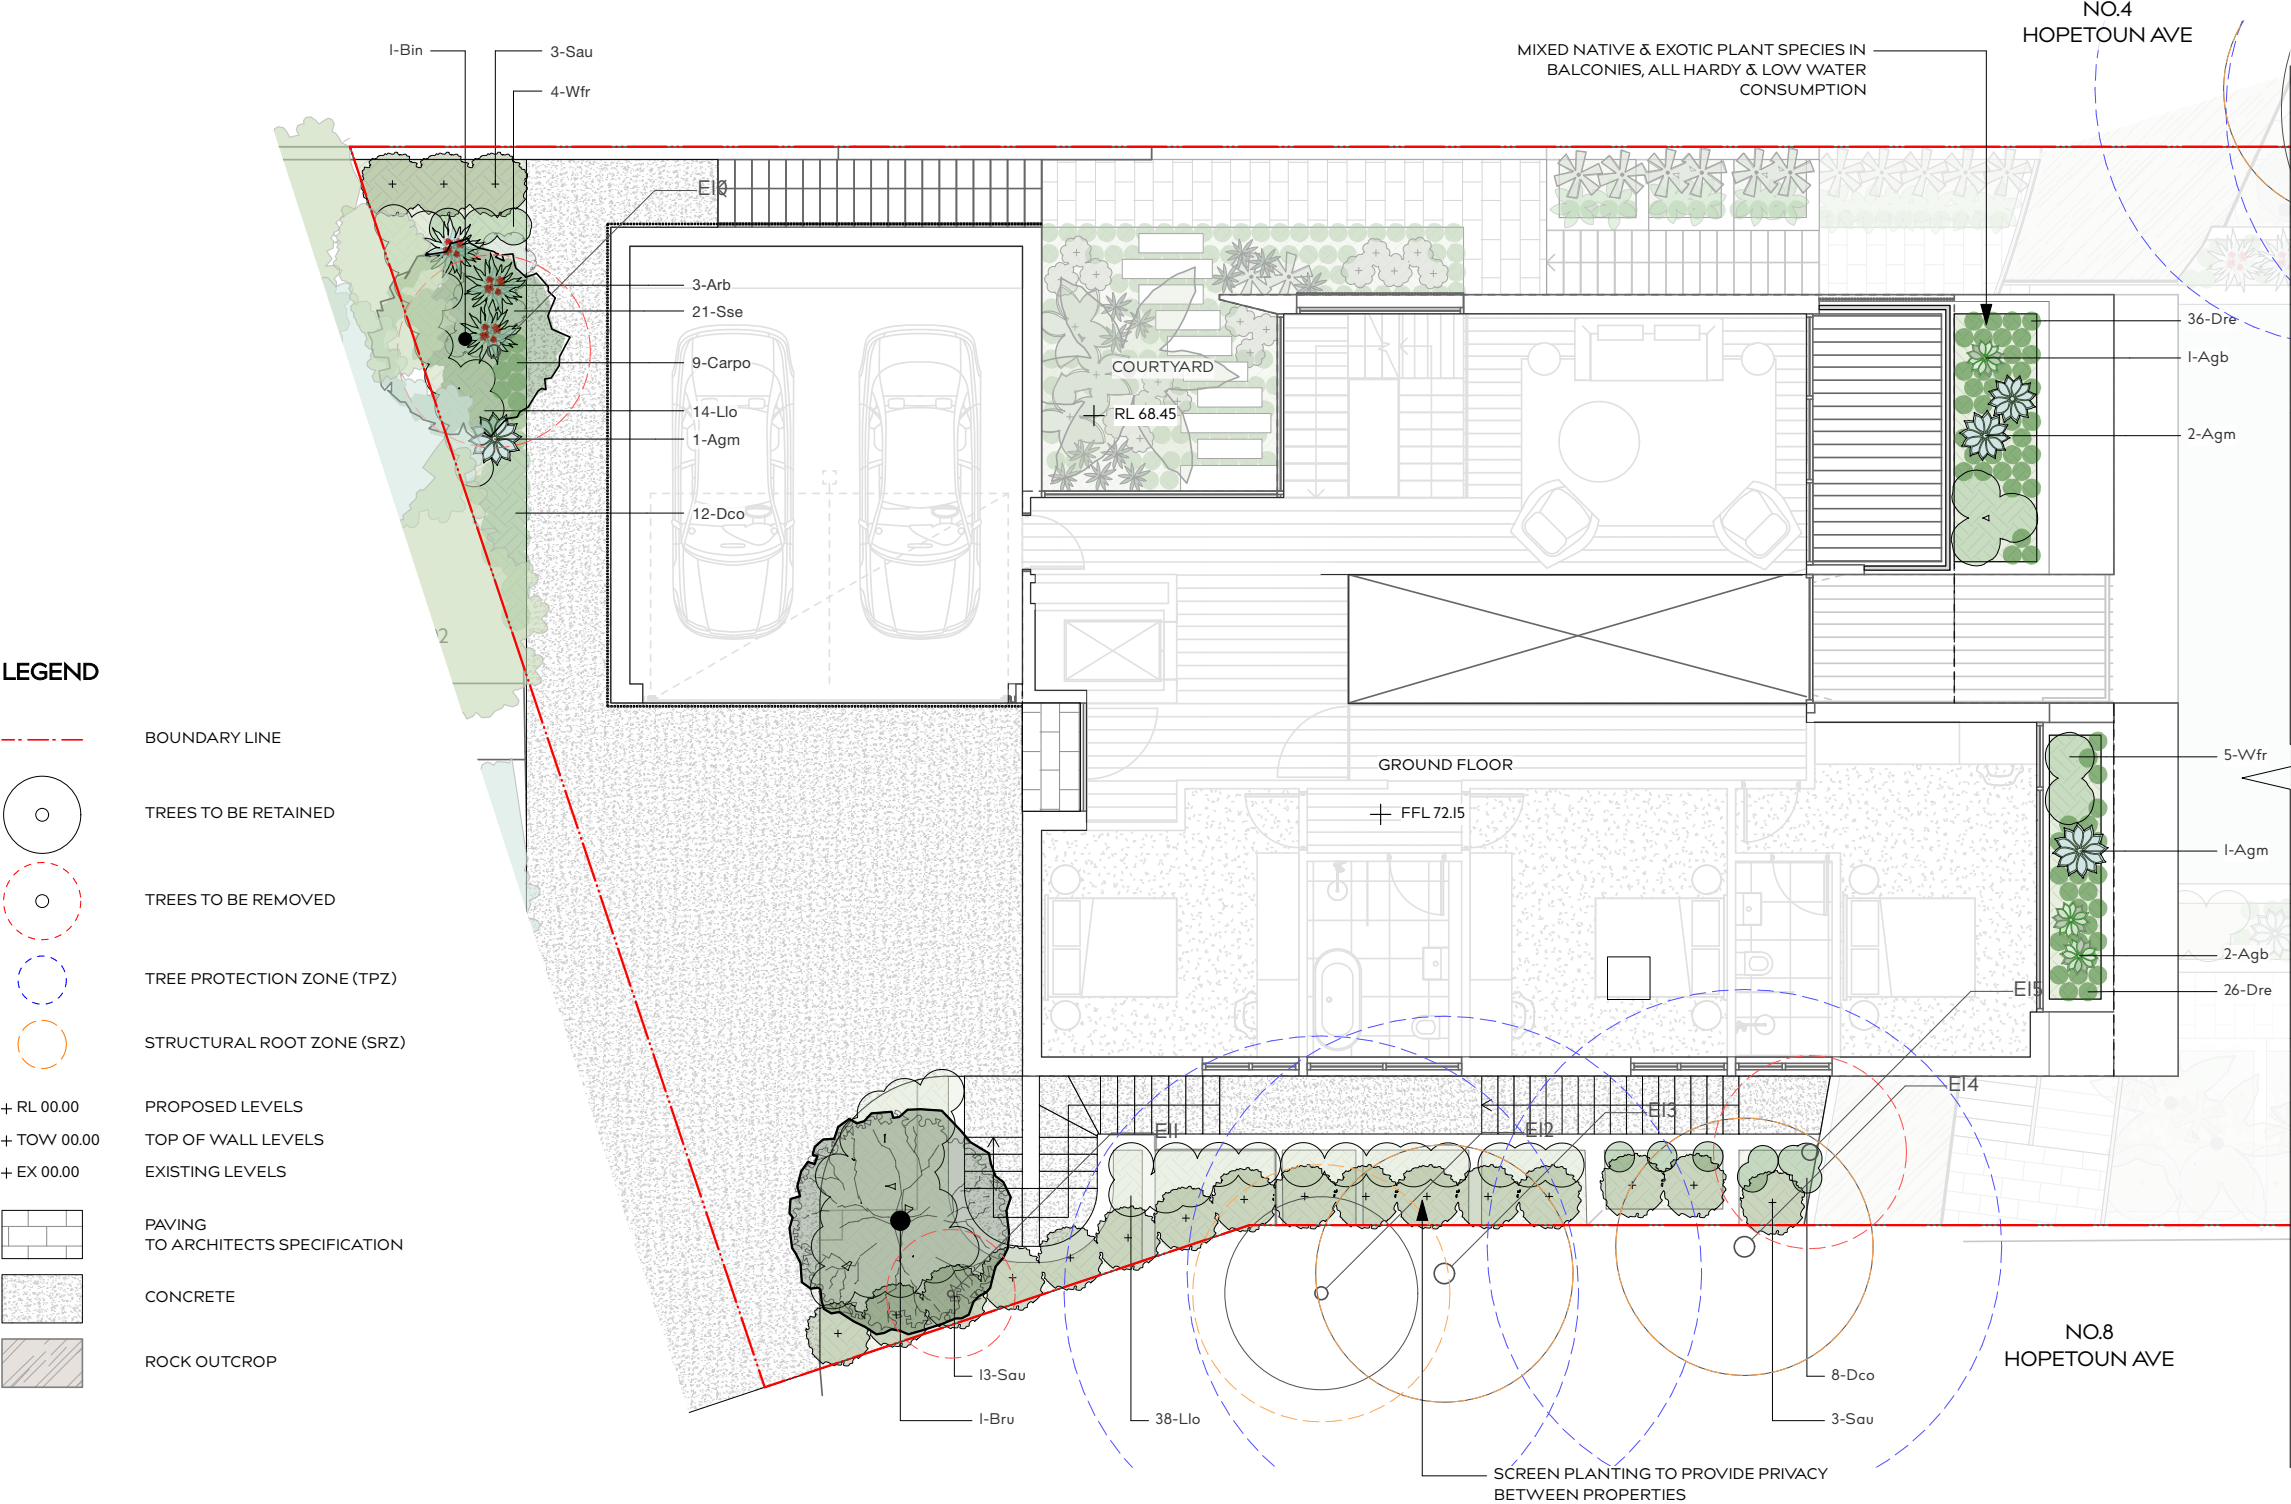 NO.4
HOPETOUN AVE
1-Bin
3-Sau
4-Wfr
MIXED NATIVE & EXOTIC PLANT SPECIES IN
BALCONIES, ALL HARDY & LOW WATER
CONSUMPTION
3-Arb
21-Sse
9-Carpo
14-Llo
1-Agm
12-Dco
COURTYARD
RL 68.45
36-Dre
1-Agb
2-Agm
GROUND FLOOR
FFL 72.15
5-Wfr
1-Agm
2-Agb
26-Dre
E15
E14
E13
E12
E11
LEGEND
BOUNDARY LINE
TREES TO BE RETAINED
TREES TO BE REMOVED
TREE PROTECTION ZONE (TPZ)
STRUCTURAL ROOT ZONE (SRZ)
+ RL 00.00 PROPOSED LEVELS
+ TOW 00.00 TOP OF WALL LEVELS
+ EX 00.00 EXISTING LEVELS
PAVING
TO ARCHITECTS SPECIFICATION
CONCRETE
ROCK OUTCROP
13-Sau
1-Bru
38-Llo
8-Dco
3-Sau
NO.8
HOPETOUN AVE
SCREEN PLANTING TO PROVIDE PRIVACY
BETWEEN PROPERTIES